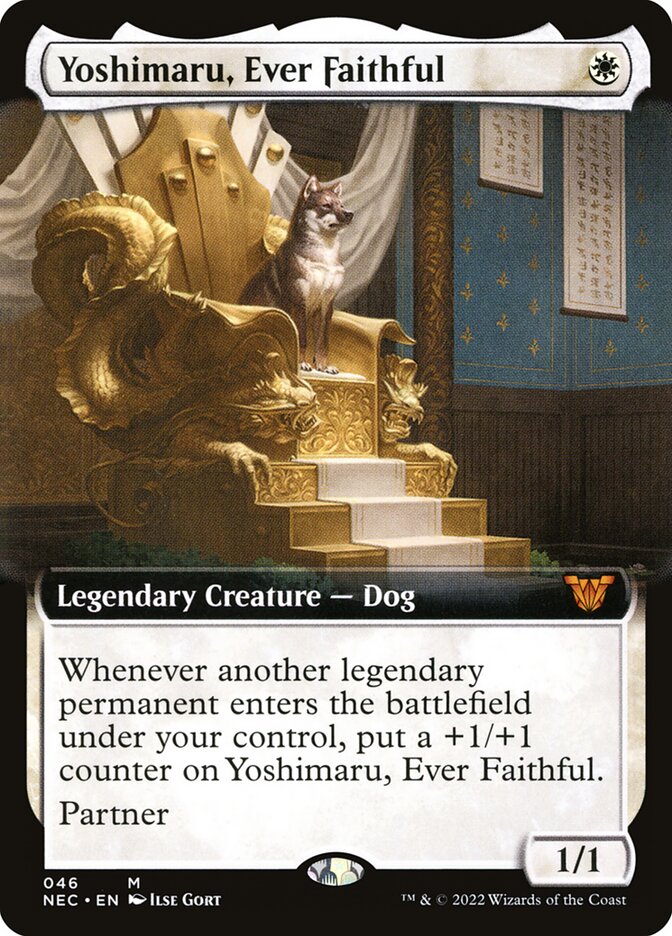 Yoshimaru, Ever Faithful
Legendary Creature — Dog
Whenever another legendary
permanent enters the battlefield
under your control, put a +1/+1
counter on Yoshimaru, Ever Faithful.
Partner
1/1
046 M
NEC • EN Ilse Gort
™ & © 2022 Wizards of the Coast